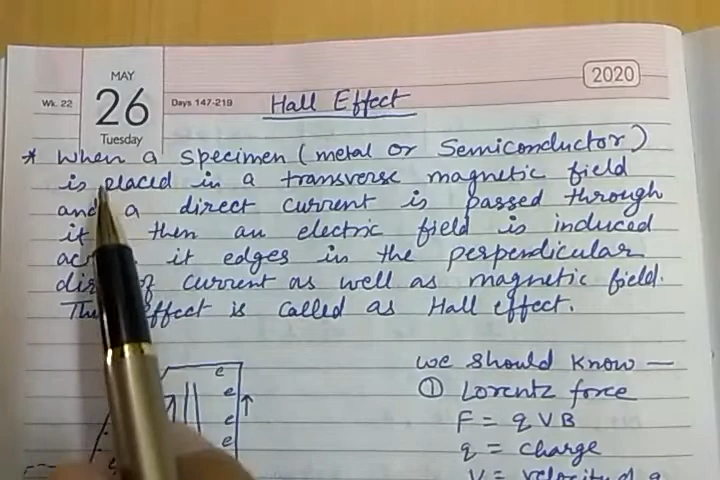 MAY
2020
Wk. 22
26
Days 147-219
Hall Effect
Tuesday
* When a specimen (metal or Semiconductor)
is placed in a transverse magnetic field
and a direct current is passed through
it then an electric field is induced
it edges in the perpendicular
of current as well as magnetic field.
effect is called as Hall effect.
we should know —
① Lorentz force
F = qVB
q = charge
V = velocity of a
e
e
e
e